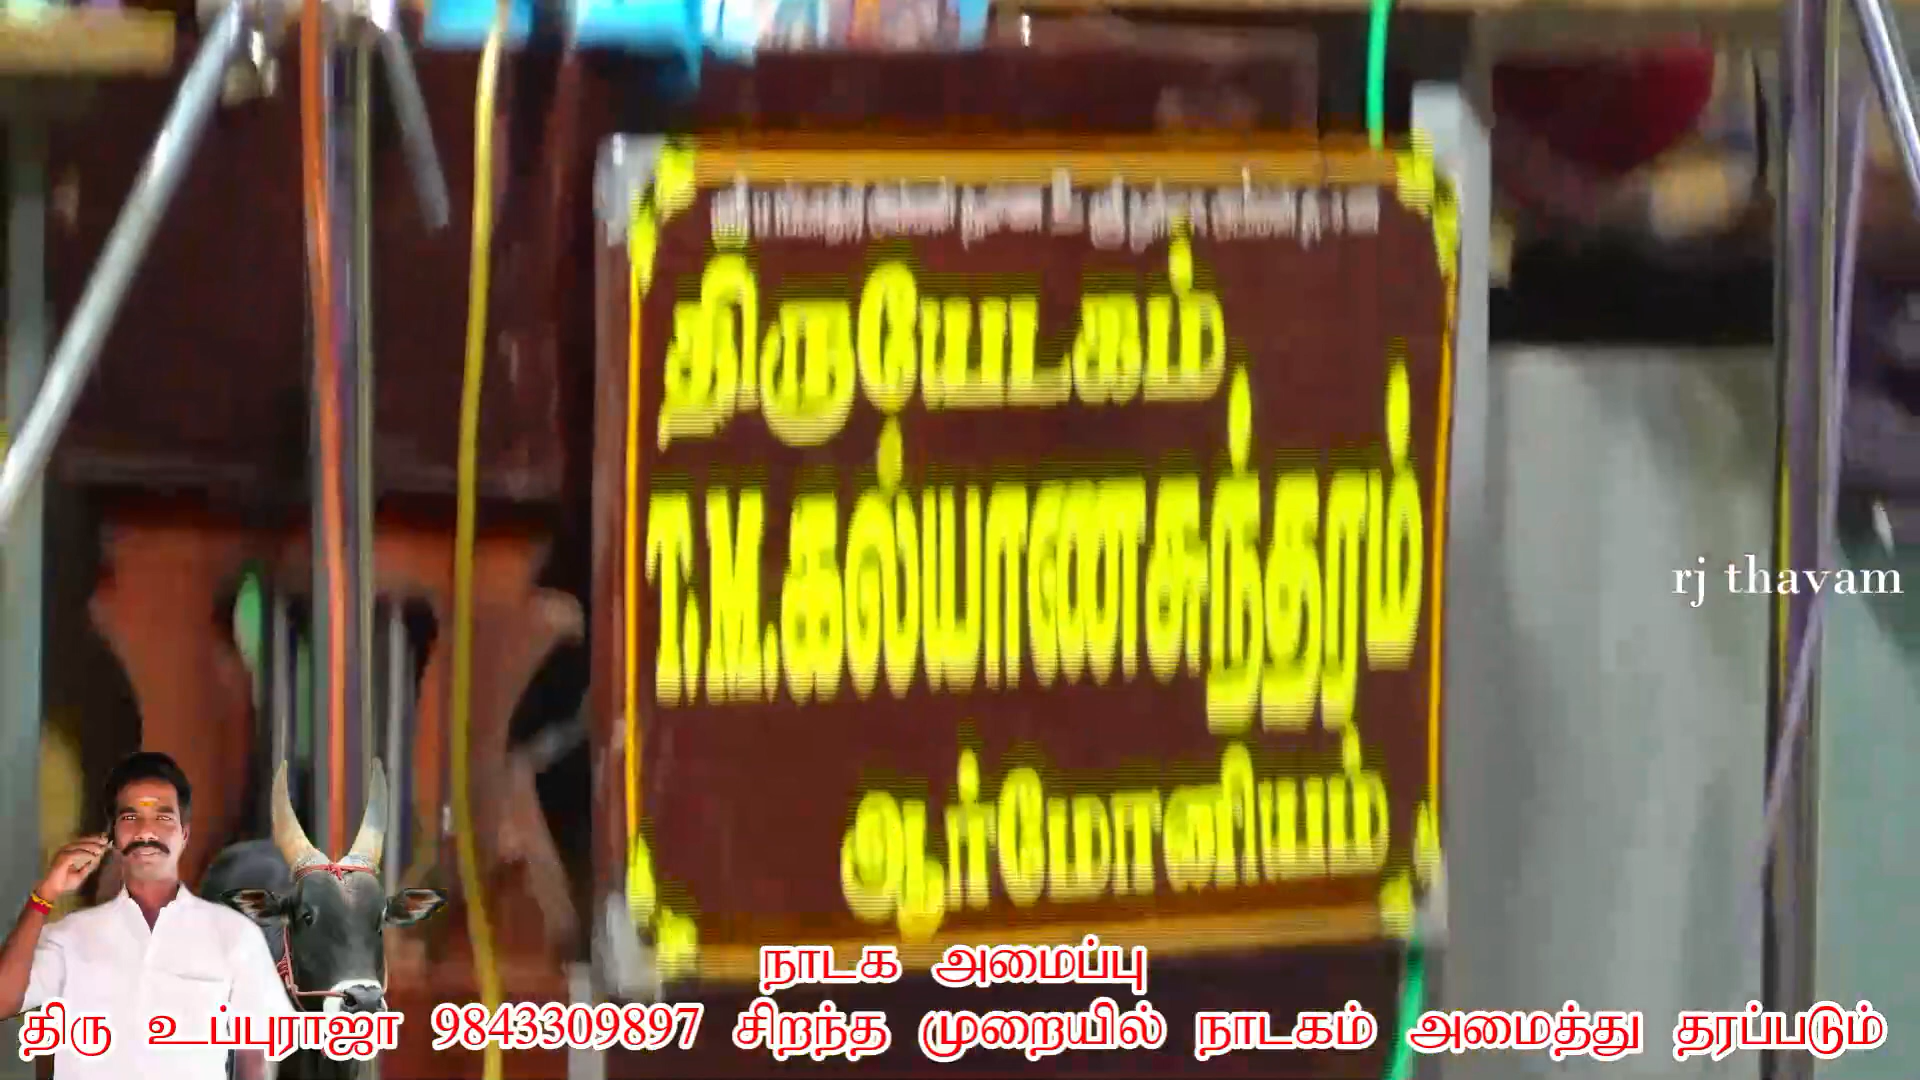 திருயேடகம்
T.M.கல்யாணசுந்தரம்
ஆர்மோனியம்
rj thavam
நாடக அமைப்பு
திரு உப்புராஜா 9843309897 சிறந்த முறையில் நாடகம் அமைத்து தரப்படும்